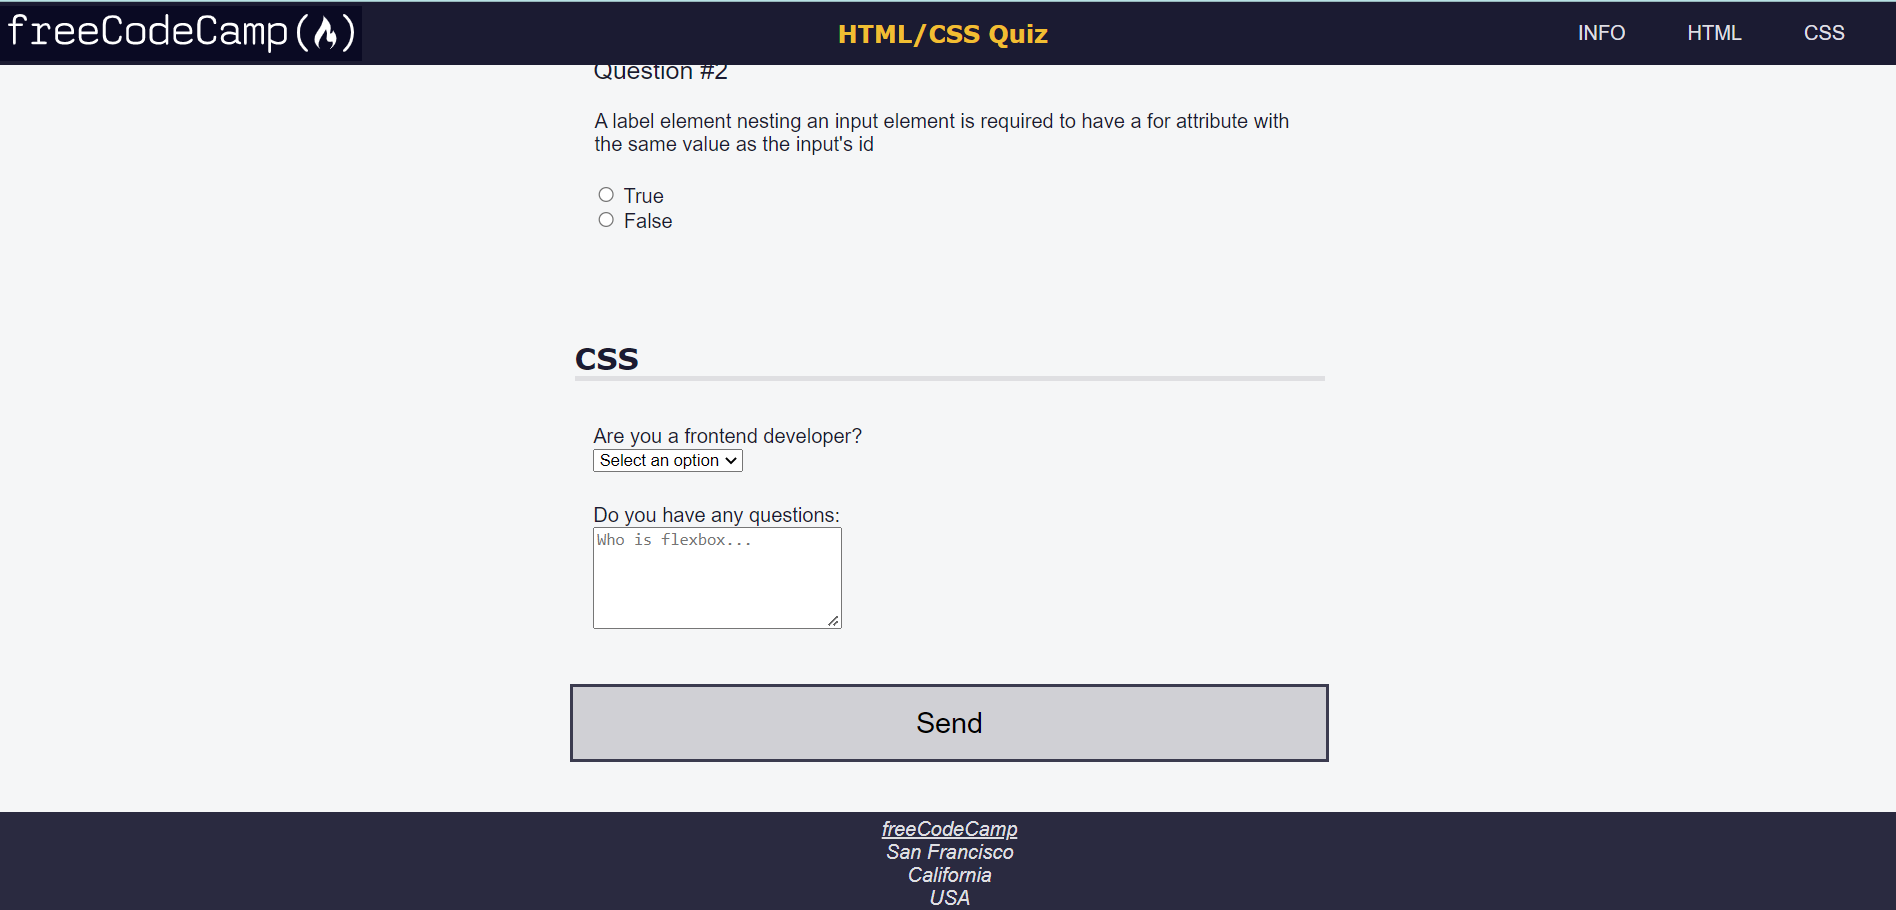 freeCodeCamp(🔥)
HTML/CSS Quiz
INFO
HTML
CSS
Question #2
A label element nesting an input element is required to have a for attribute with
the same value as the input's id
True
False
CSS
Are you a frontend developer?
Select an option
Do you have any questions:
Who is flexbox...
Send
freeCodeCamp
San Francisco
California
USA